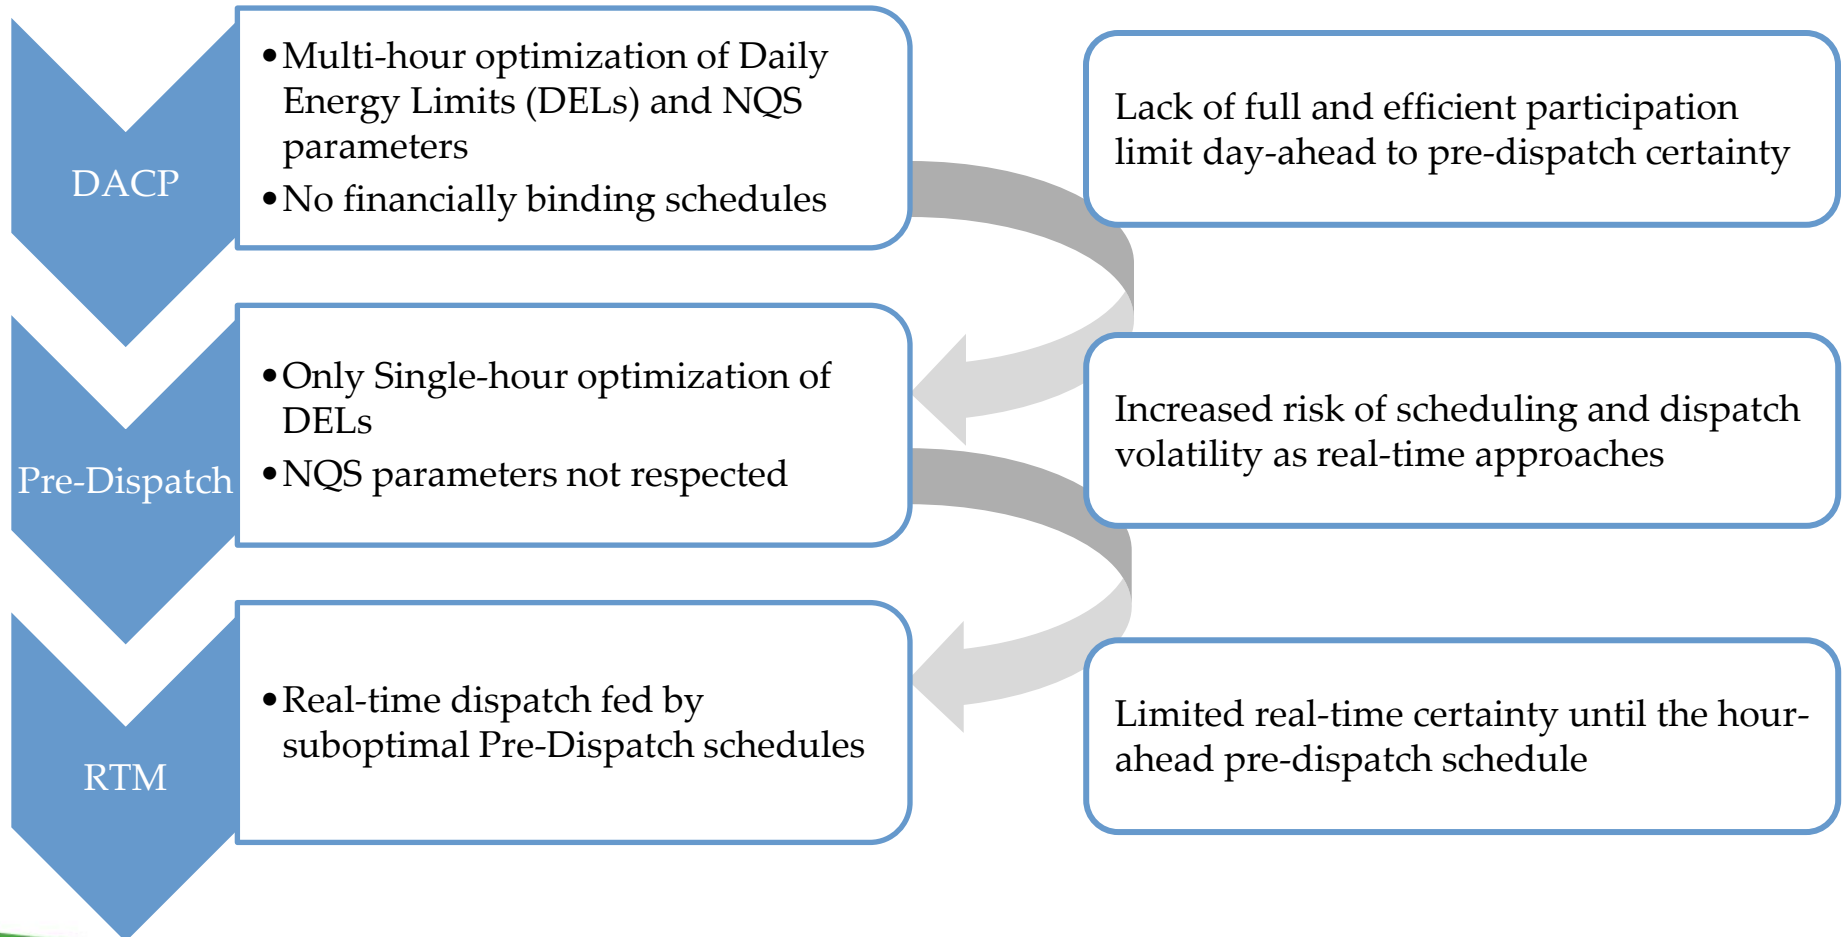 DACP
•Multi-hour optimization of Daily
Energy Limits (DELs) and NQS
parameters
•No financially binding schedules
Lack of full and efficient participation
limit day-ahead to pre-dispatch certainty
Pre-Dispatch
•Only Single-hour optimization of
DELs
•NQS parameters not respected
Increased risk of scheduling and dispatch
volatility as real-time approaches
RTM
•Real-time dispatch fed by
suboptimal Pre-Dispatch schedules
Limited real-time certainty until the hour-
ahead pre-dispatch schedule